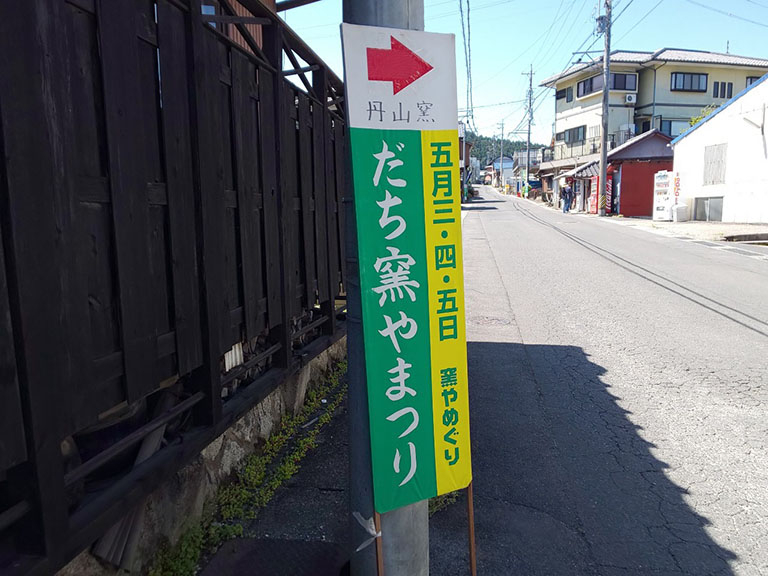 丹山窯
五月三・四・五日 窯やめぐり
だち窯やまつり